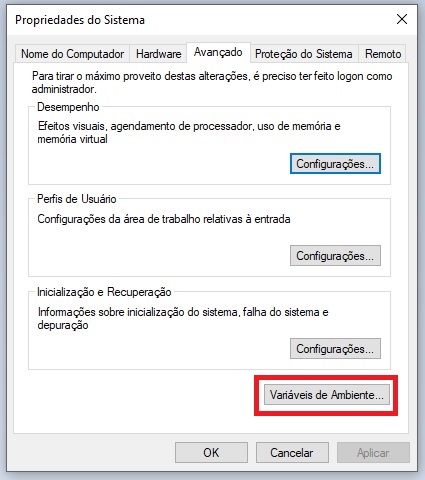 Propriedades do Sistema
Nome do Computador
Hardware
Avançado
Proteção do Sistema
Remoto
Para tirar o máximo proveito destas alterações, é preciso ter feito logon como
administrador.
Desempenho
Efeitos visuais, agendamento de processador, uso de memória e
memória virtual
Configurações...
Perfis de Usuário
Configurações da área de trabalho relativas à entrada
Configurações...
Inicialização e Recuperação
Informações sobre inicialização do sistema, falha do sistema e
depuração
Configurações...
Variáveis de Ambiente...
OK
Cancelar
Aplicar